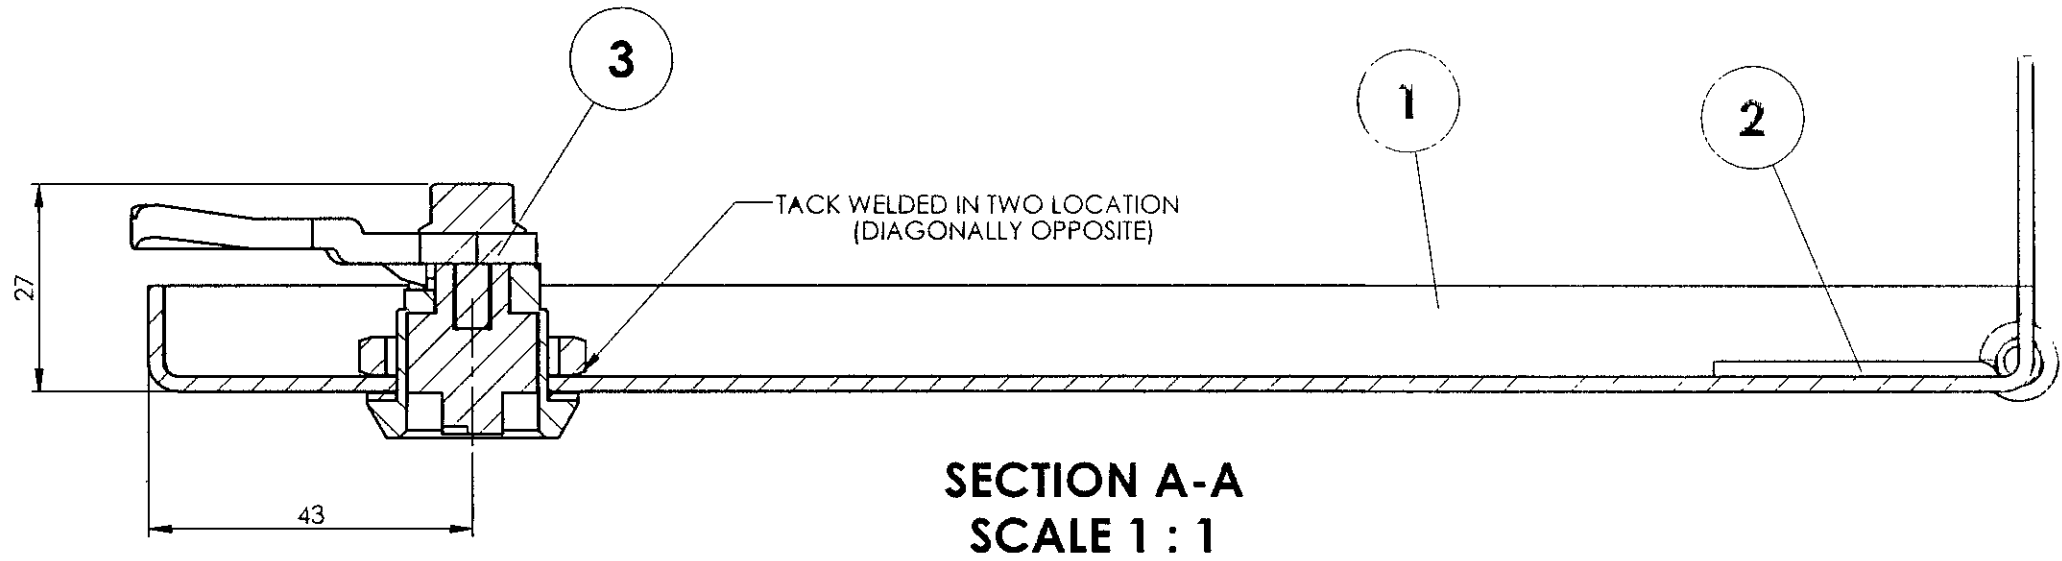 3
1
2
TACK WELDED IN TWO LOCATION
(DIAGONALLY OPPOSITE)
27
43
SECTION A-A
SCALE 1 : 1